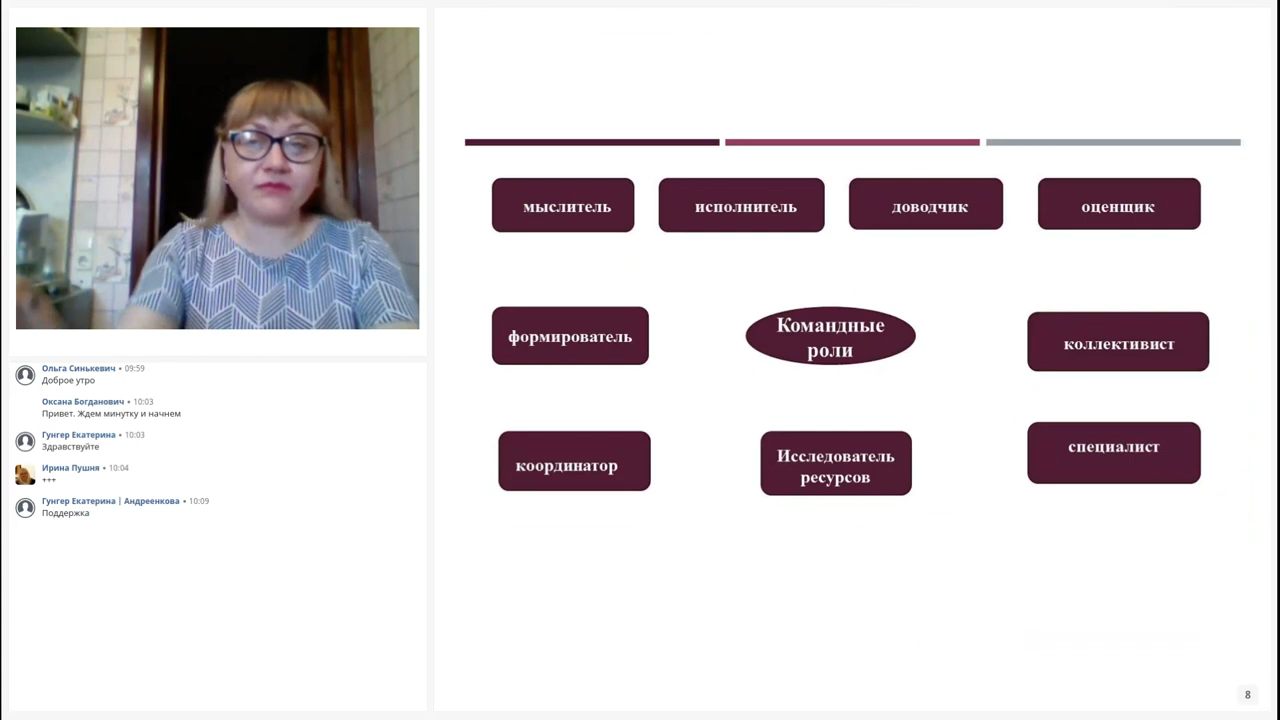 Ольга Синькевич • 09:59
Доброе утро
Оксана Богданович • 10:03
Привет. Ждем минутку и начнем
Гунгер Екатерина • 10:03
Здравствуйте
Ирина Пушня • 10:04
+++
Гунгер Екатерина | Андреенкова • 10:09
Поддержка
мыслитель
исполнитель
доводчик
оценщик
формирователь
Командные
роли
коллективист
координатор
Исследователь
ресурсов
специалист
8